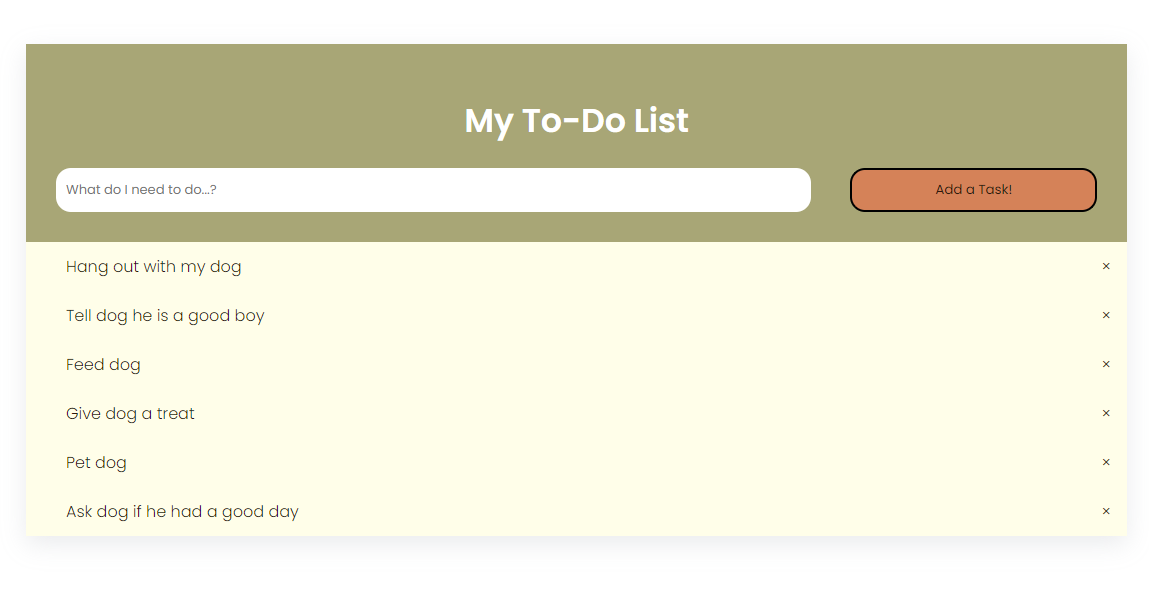 My To-Do List
What do I need to do...?
Add a Task!
Hang out with my dog ×
Tell dog he is a good boy ×
Feed dog ×
Give dog a treat ×
Pet dog ×
Ask dog if he had a good day ×